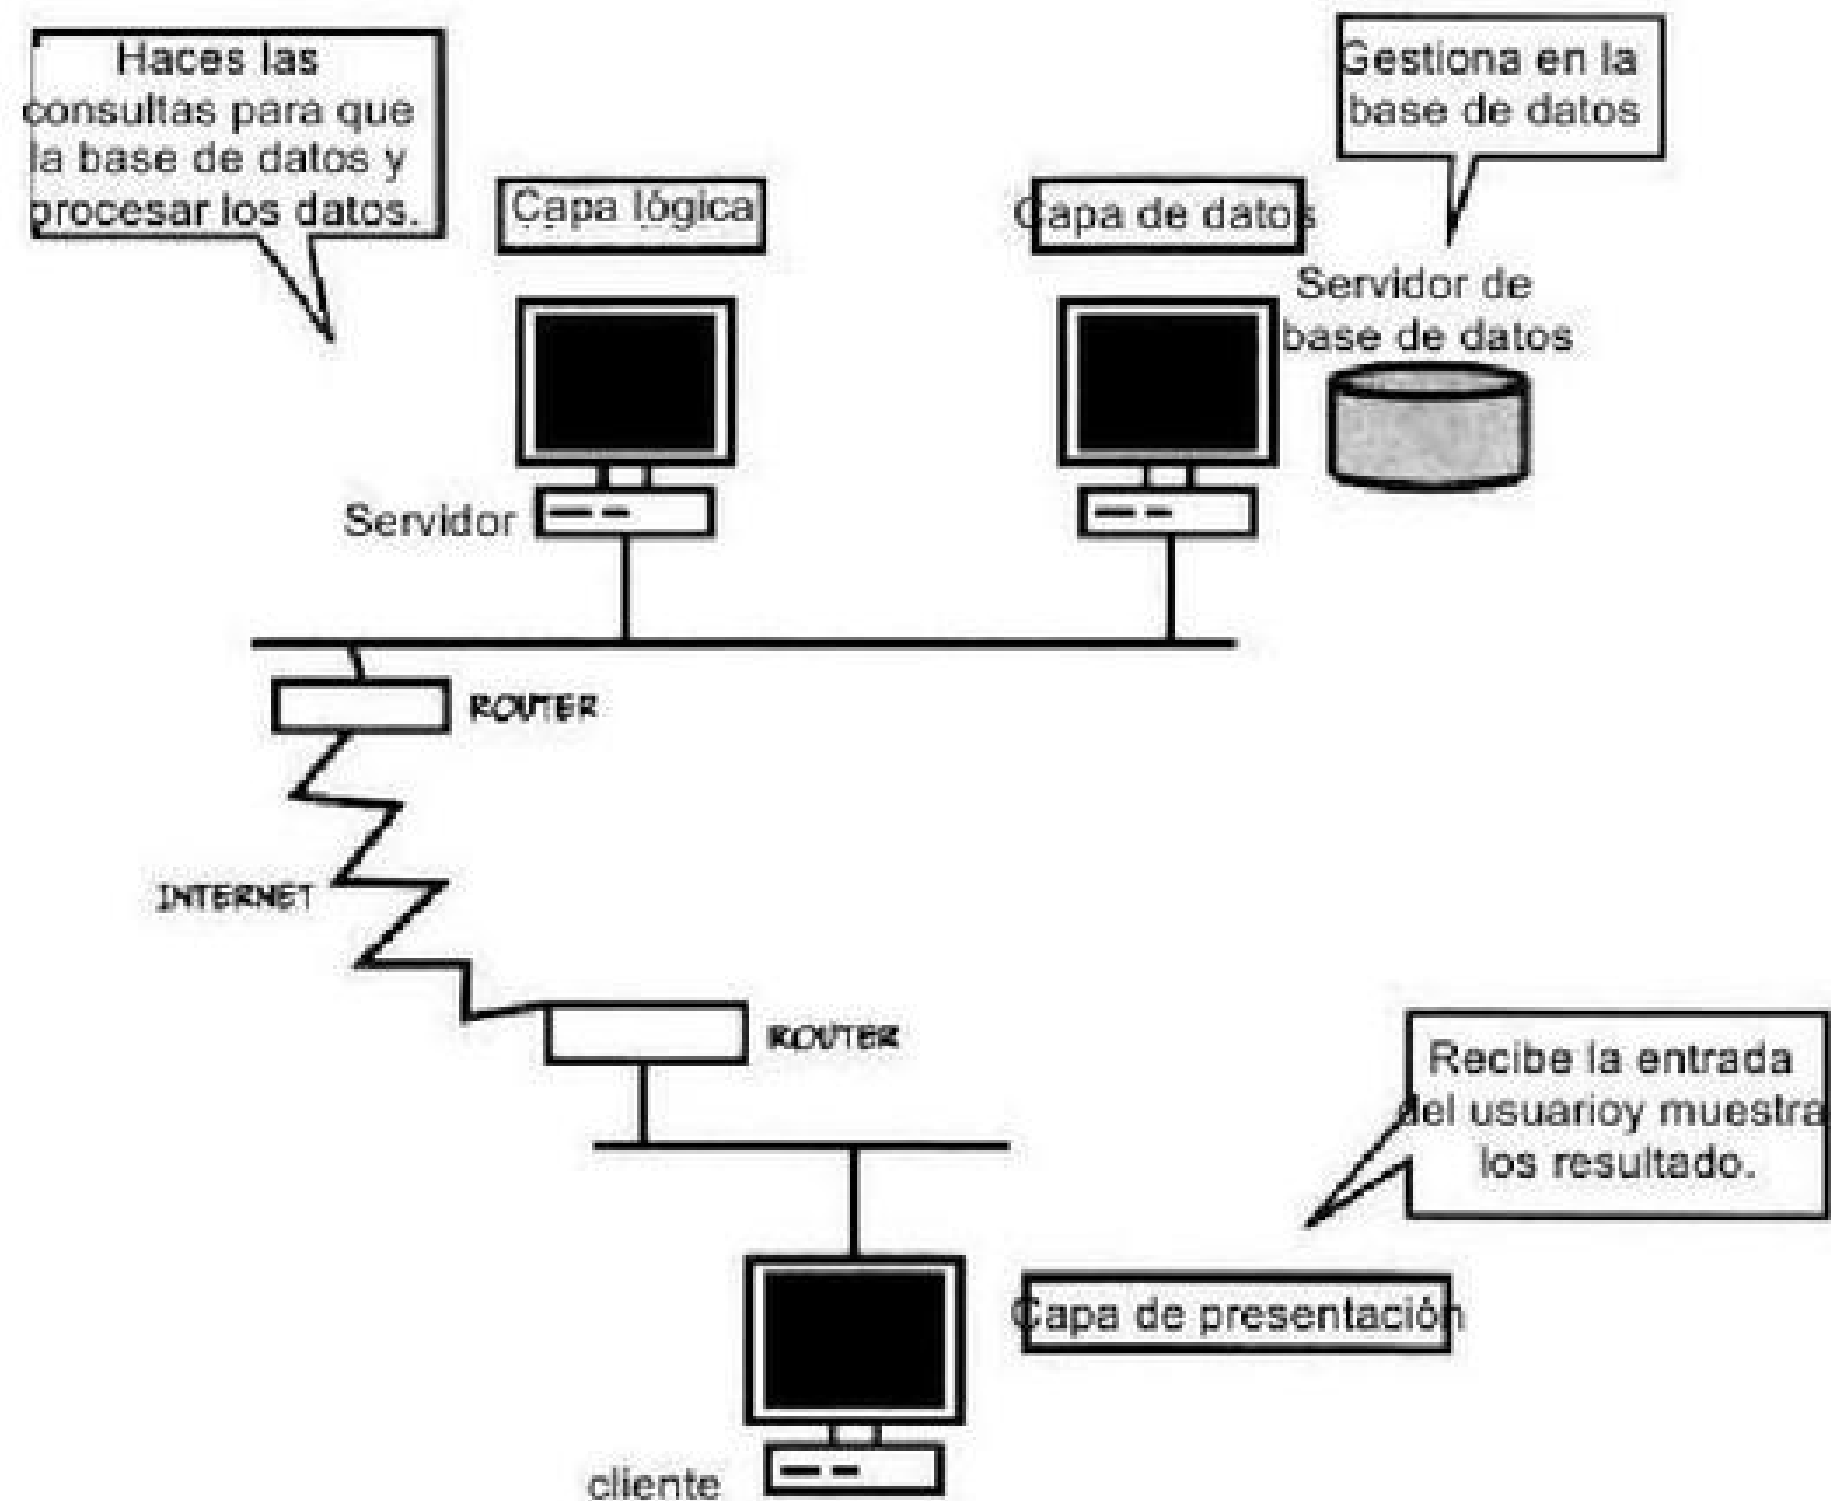 Haces las
consultas para que
la base de datos y
procesar los datos.
Gestiona en la
base de datos
Capa lógica
Capa de datos
Servidor de
base de datos
Servidor
ROUTER
INTERNET
ROUTER
Recibe la entrada
del usuarioy muestra
los resultado.
Capa de presentación
cliente